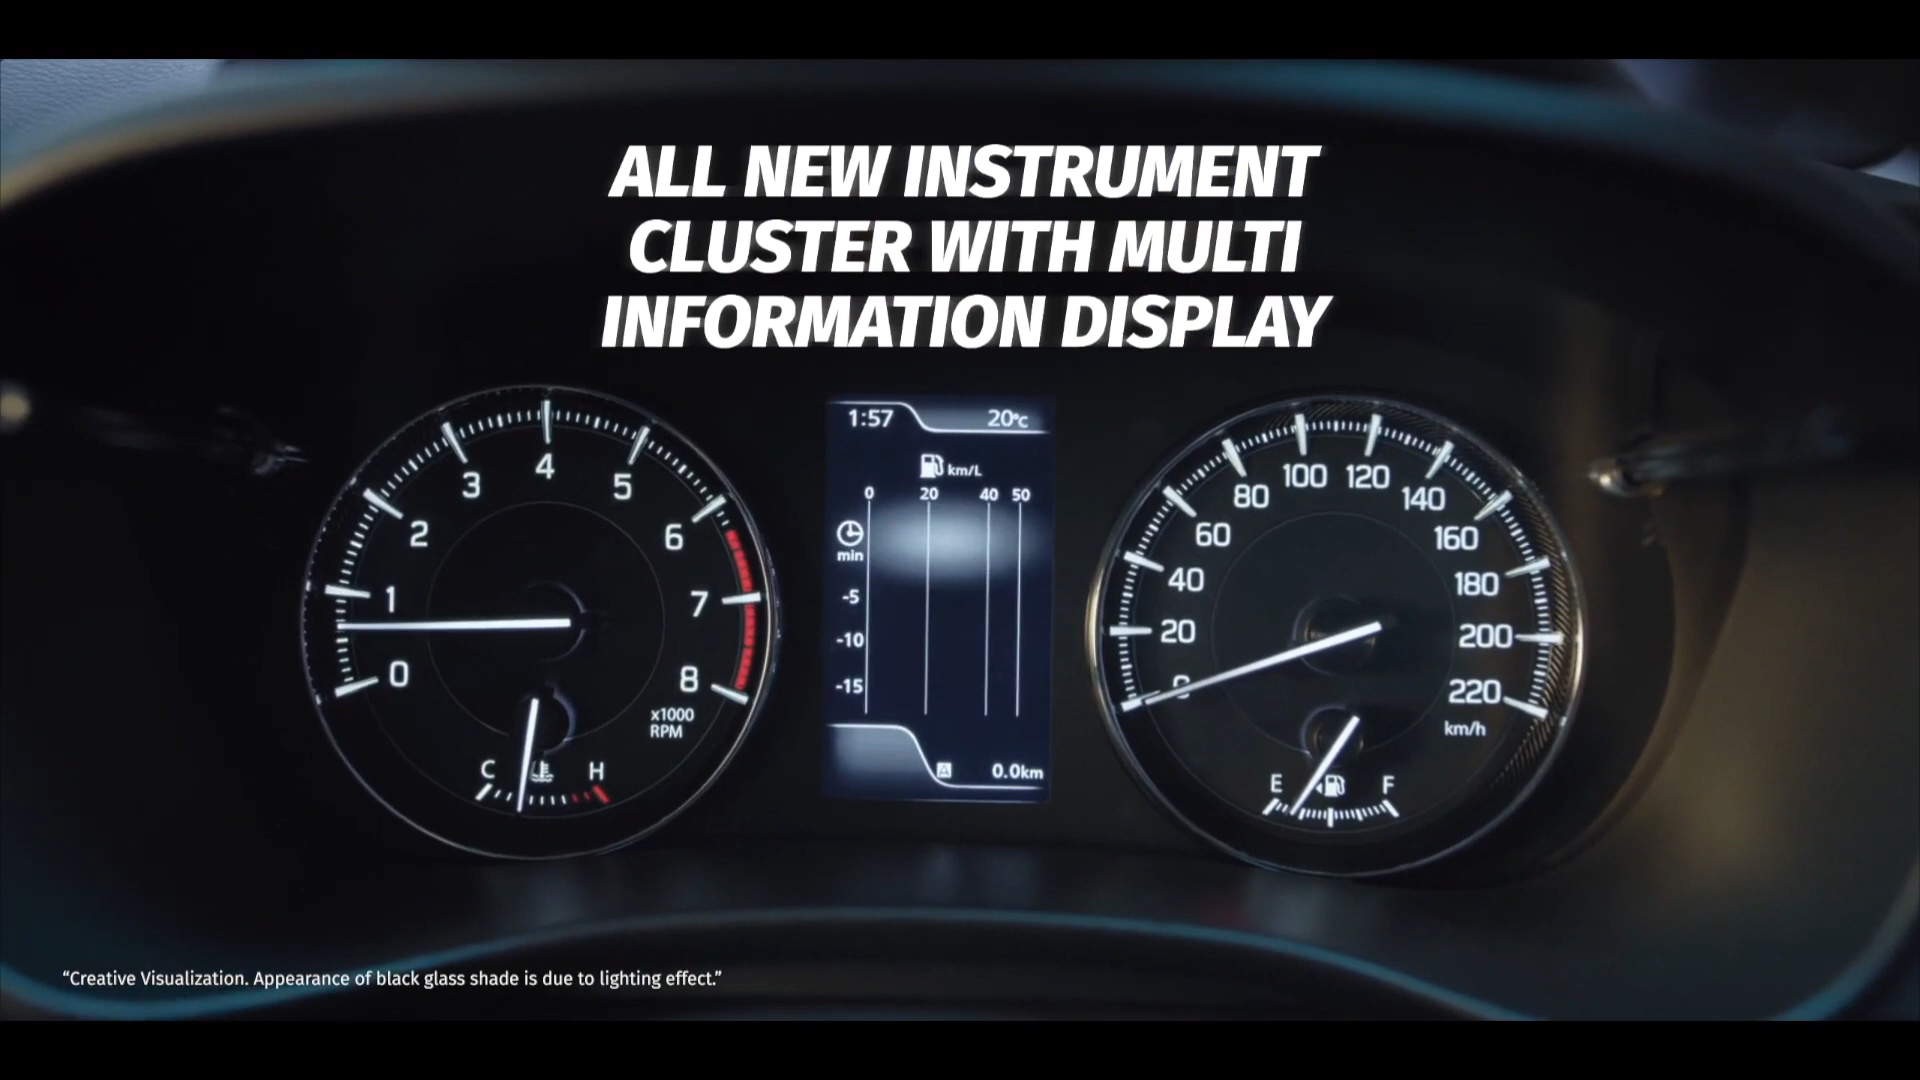 ALL NEW INSTRUMENT
CLUSTER WITH MULTI
INFORMATION DISPLAY
0 1 2 3 4 5 6 7 8
x1000
RPM
C H
1:57 20°C
km/L
0 20 40 50
min
-5
-10
-15
A 0.0km
0 20 40 60 80 100 120 140 160 180 200 220
km/h
E F
“Creative Visualization. Appearance of black glass shade is due to lighting effect.”